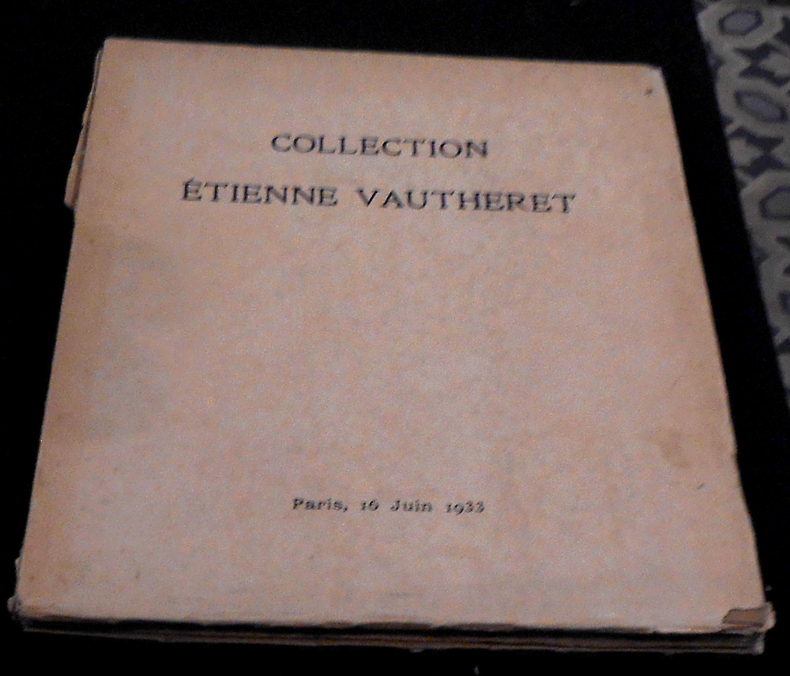 COLLECTION
ÉTIENNE VAUTHERET
Paris, 16 Juin 1933